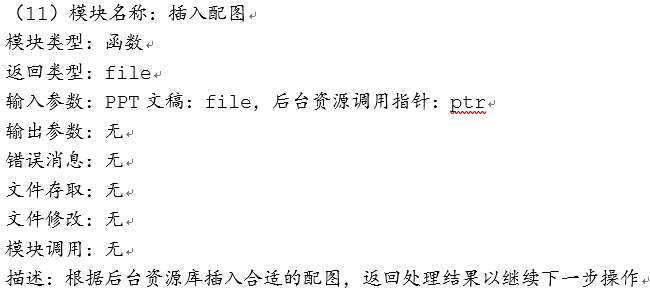 （11）模块名称：插入配图
模块类型：函数
返回类型：file
输入参数：PPT文稿：file，后台资源调用指针：ptr
输出参数：无
错误消息：无
文件存取：无
文件修改：无
模块调用：无
描述：根据后台资源库插入合适的配图，返回处理结果以继续下一步操作